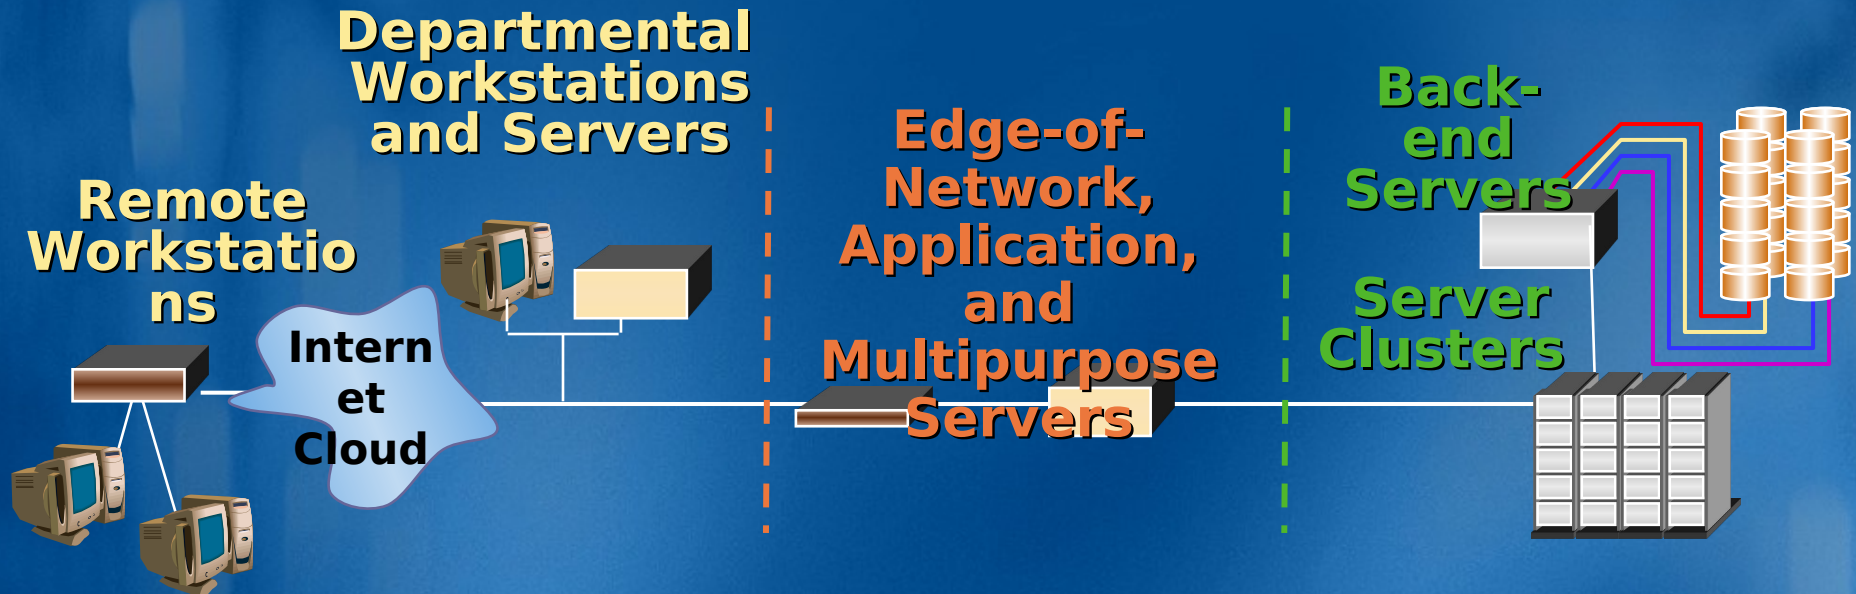 Departmental
Workstations
and Servers
Remote
Workstatio
ns
Intern
et
Cloud
Edge-of-
Network,
Application,
and
Multipurpose
Servers
Back-
end
Servers
Server
Clusters